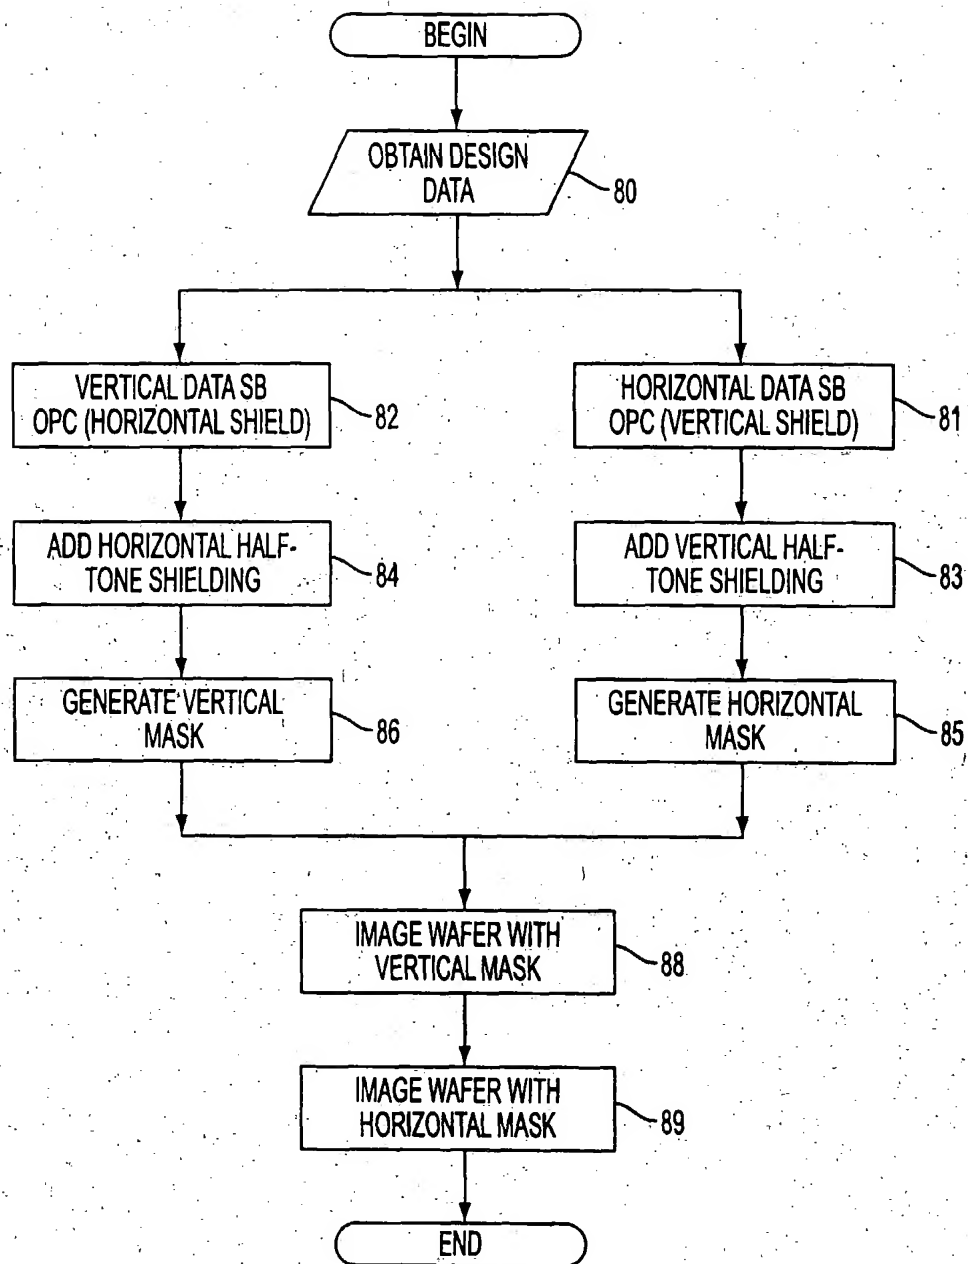 BEGIN
OBTAIN DESIGN
DATA
80
VERTICAL DATA SB
OPC (HORIZONTAL SHIELD)
82
HORIZONTAL DATA SB
OPC (VERTICAL SHIELD)
81
ADD HORIZONTAL HALF-
TONE SHIELDING
84
ADD VERTICAL HALF-
TONE SHIELDING
83
GENERATE VERTICAL
MASK
86
GENERATE HORIZONTAL
MASK
85
IMAGE WAFER WITH
VERTICAL MASK
88
IMAGE WAFER WITH
HORIZONTAL MASK
89
END